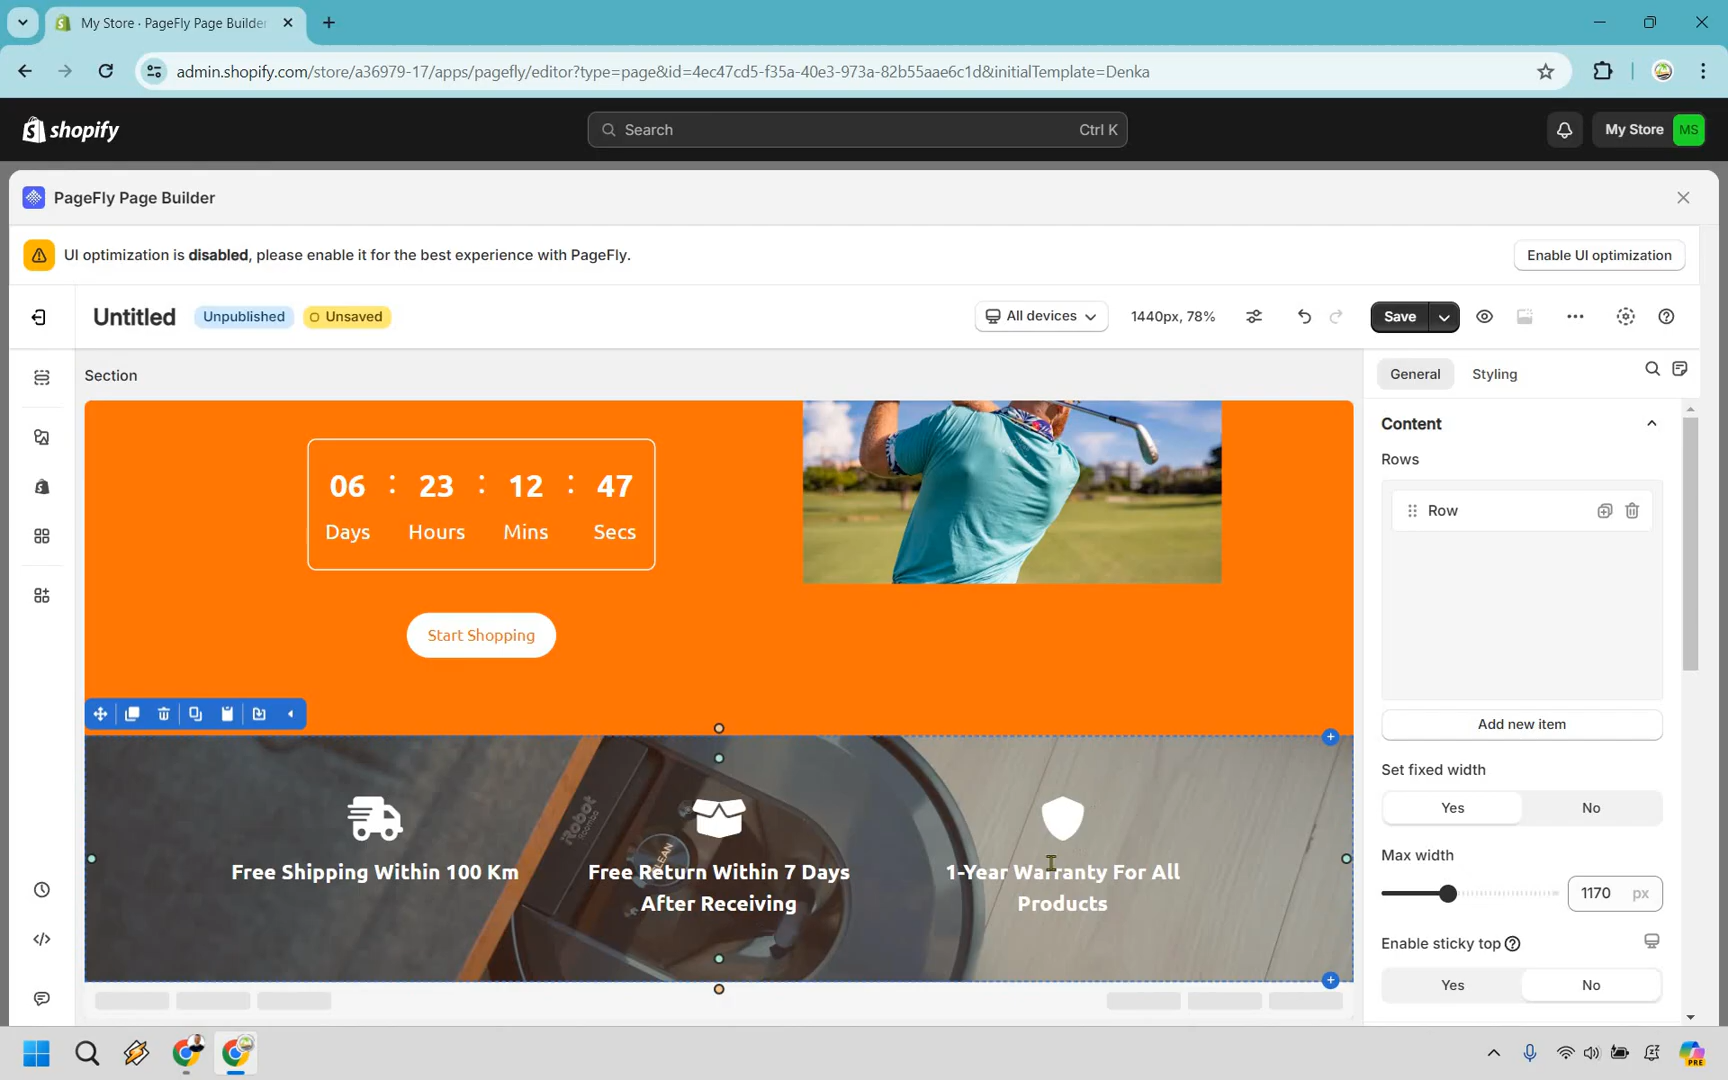 My Store · PageFly Page Builder
admin.shopify.com/store/a36979-17/apps/pagefly/editor?type=page&id=4ec47cd5-f35a-40e3-973a-82b55aae6c1d&initialTemplate=Denka
shopify
Search
Ctrl K
My Store
MS
PageFly Page Builder
UI optimization is disabled, please enable it for the best experience with PageFly.
Enable UI optimization
Untitled
Unpublished
Unsaved
All devices
1440px, 78%
Save
Section
General
Styling
Content
Rows
Row
06 : 23 : 12 : 47
Days Hours Mins Secs
Start Shopping
Add new item
Set fixed width
Yes
No
Max width
1170 px
Enable sticky top
Yes
No
iRobot
Roomba
CLEAN
Free Shipping Within 100 Km
Free Return Within 7 Days
After Receiving
1-Year Warranty For All
Products
PRE